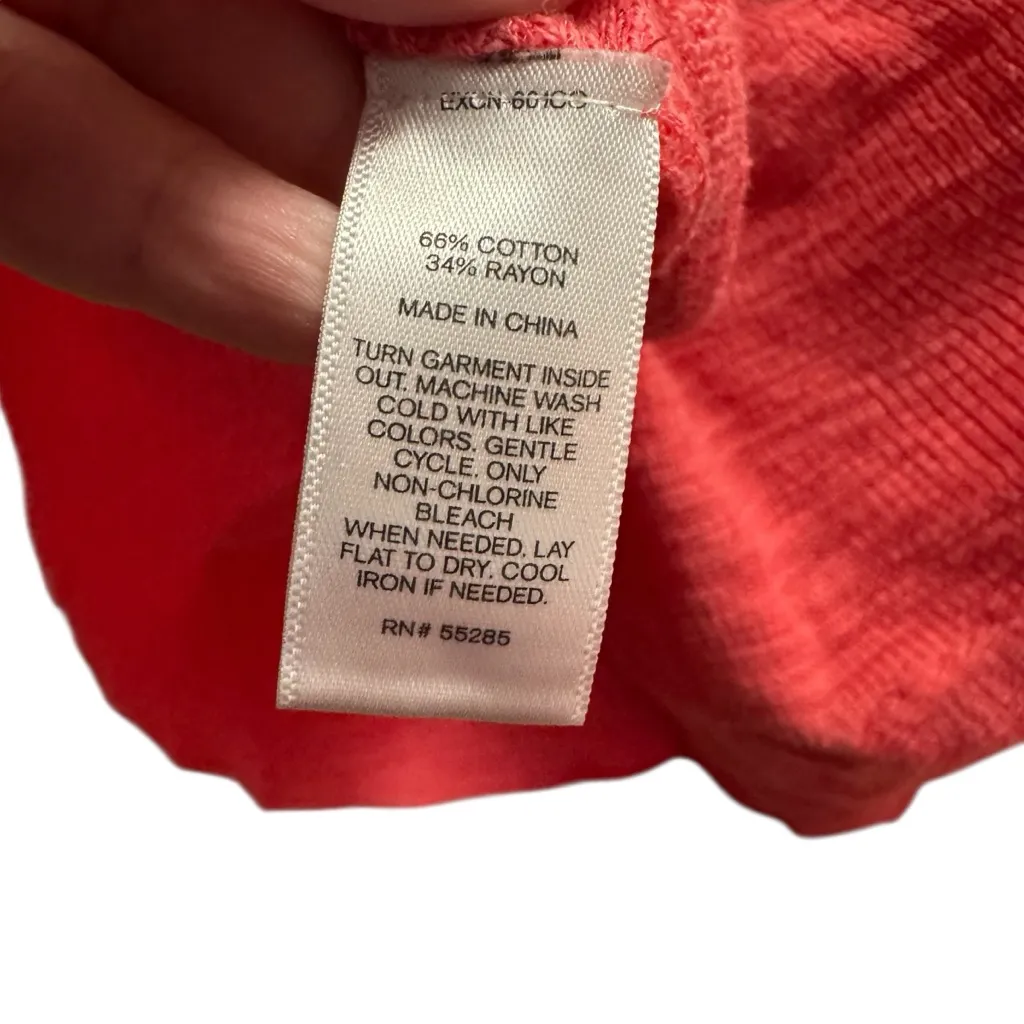 66% COTTON
34% RAYON
MADE IN CHINA
TURN GARMENT INSIDE
OUT. MACHINE WASH
COLD WITH LIKE
COLORS. GENTLE
CYCLE. ONLY
NON-CHLORINE
BLEACH
WHEN NEEDED. LAY
FLAT TO DRY. COOL
IRON IF NEEDED.
RN# 55285